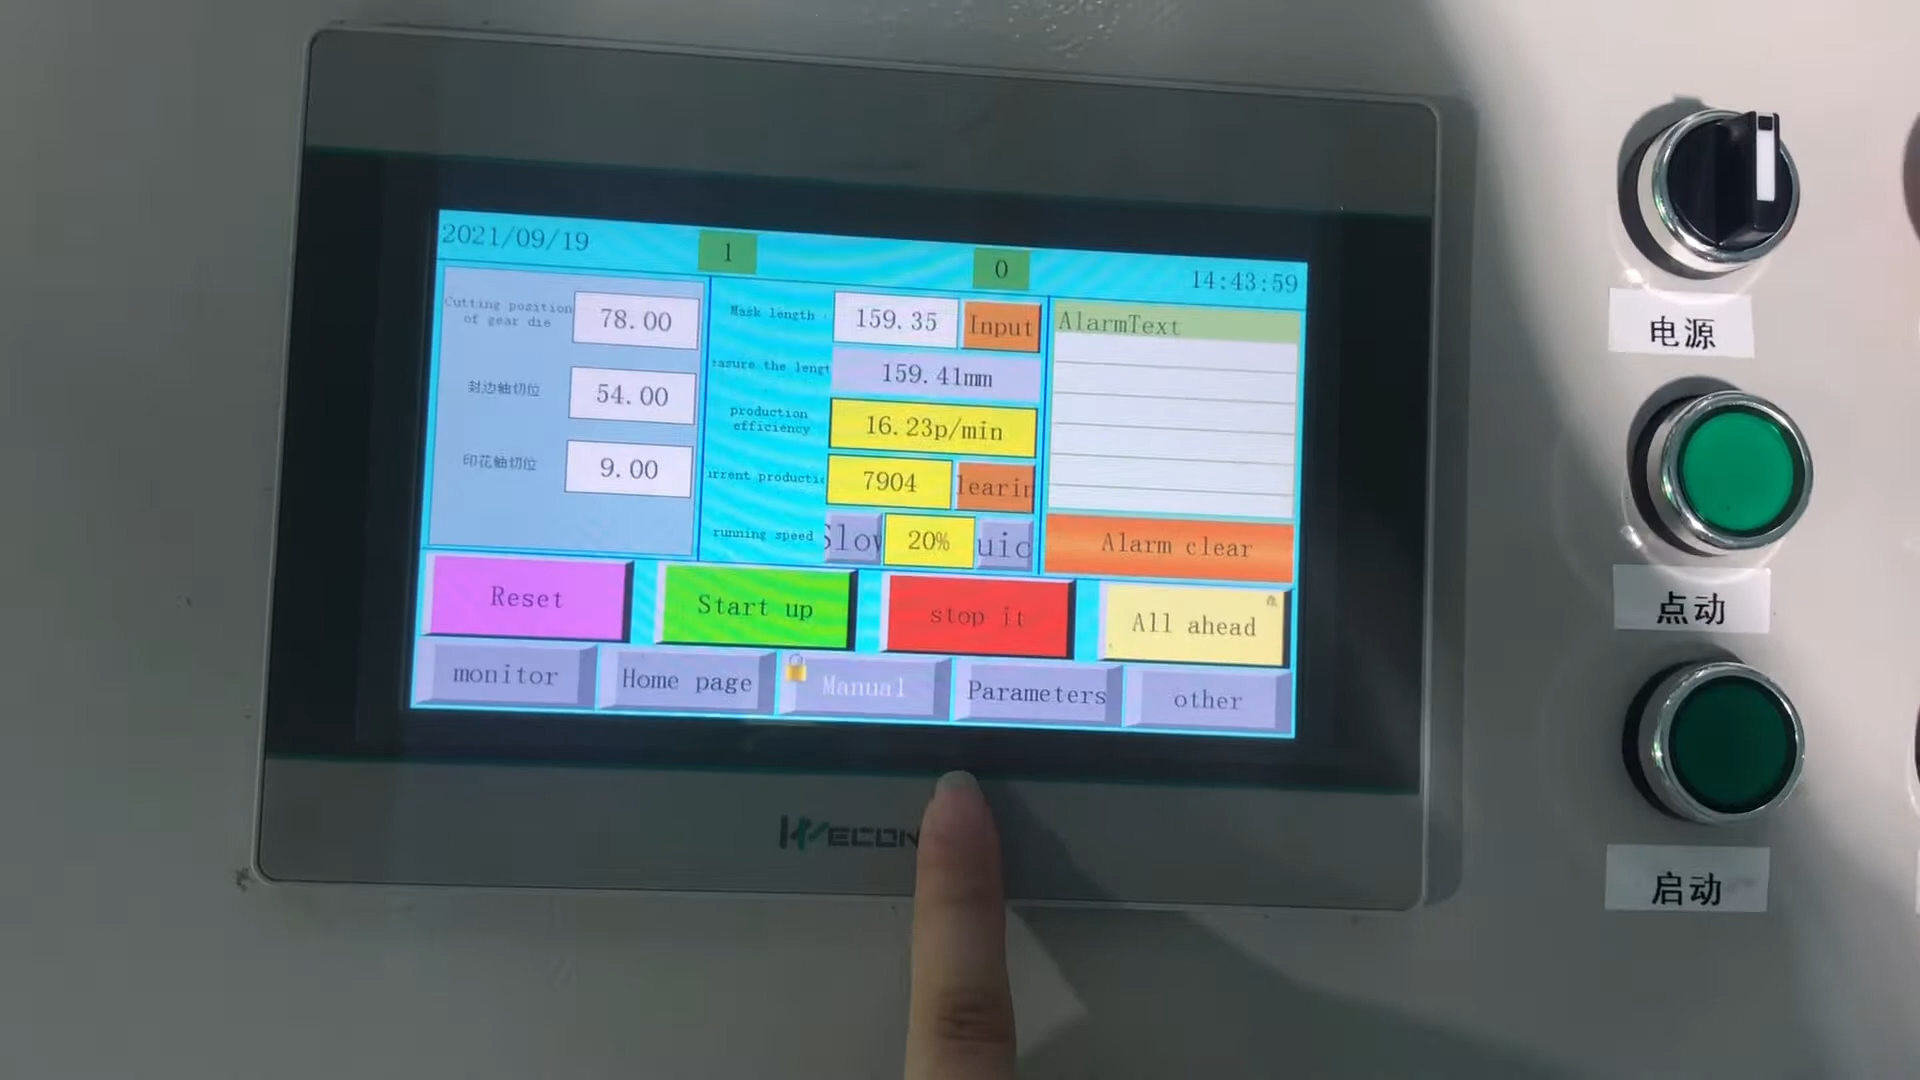 2021/09/19
1
0
14:43:59
Cutting position
of gear die
78.00
封边轴切位
54.00
印花轴切位
9.00
Mask length
159.35
Input
easure the lengt
159.41mm
production
efficiency
16.23p/min
urrent producti
7904
learin
running speed
Slow
20%
uic
AlarmText
Alarm clear
Reset
Start up
stop it
All ahead
monitor
Home page
Manual
Parameters
other
WECON
电源
点动
启动